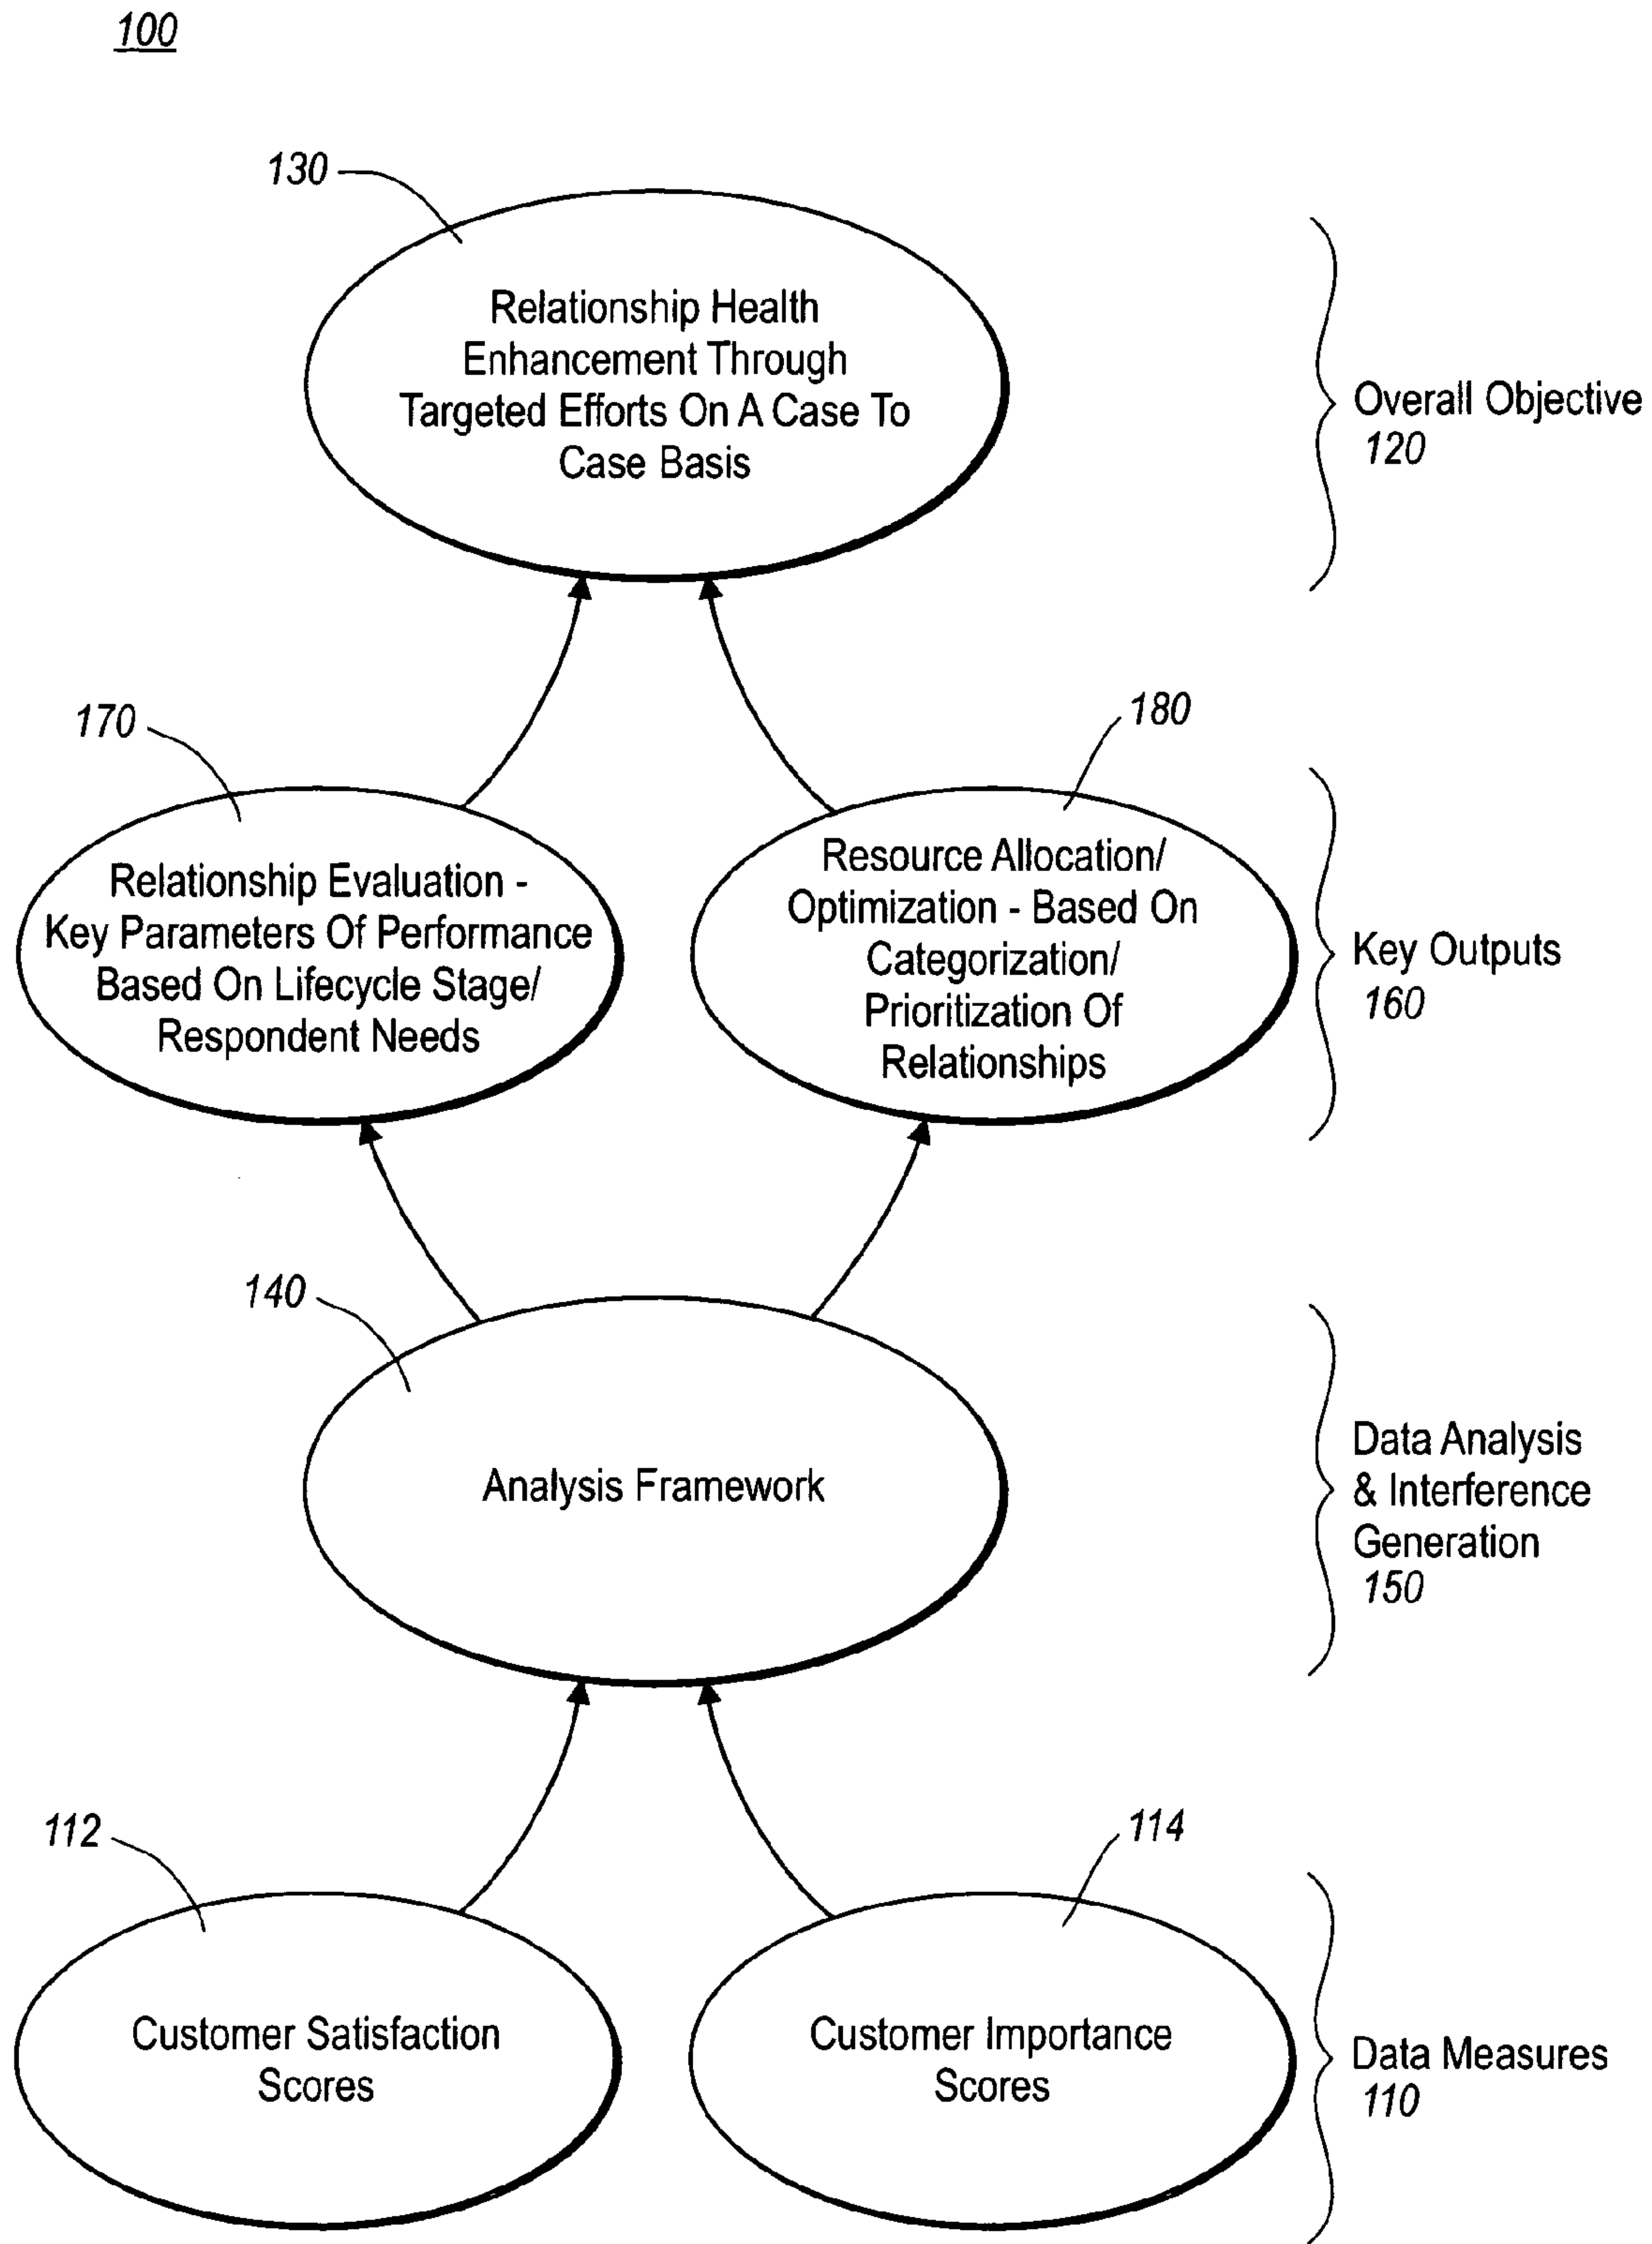 100
130
Relationship Health
Enhancement Through
Targeted Efforts On A Case To
Case Basis
Overall Objective
120
170
180
Relationship Evaluation -
Key Parameters Of Performance
Based On Lifecycle Stage/
Respondent Needs
Resource Allocation/
Optimization - Based On
Categorization/
Prioritization Of
Relationships
Key Outputs
160
140
Analysis Framework
Data Analysis
& Interference
Generation
150
112
114
Customer Satisfaction
Scores
Customer Importance
Scores
Data Measures
110